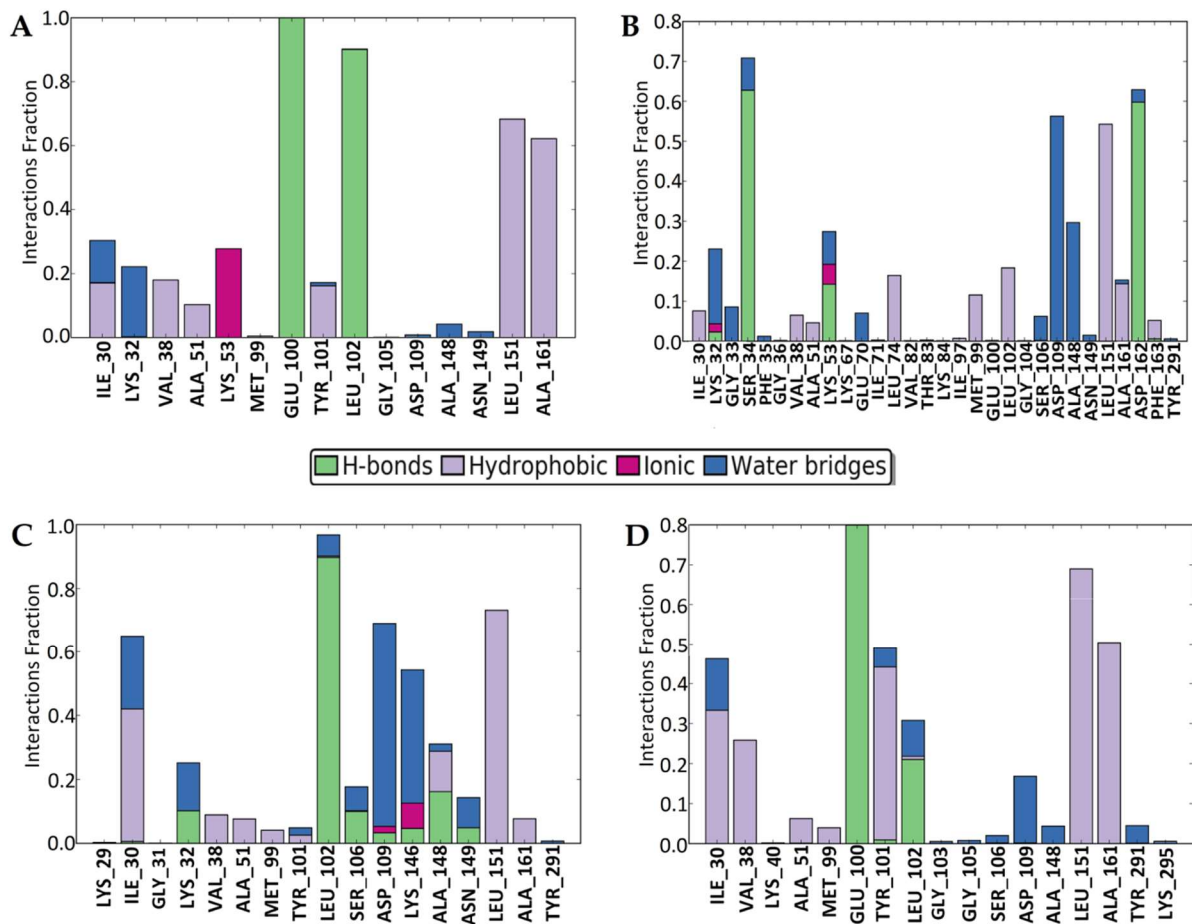 A
Interactions Fraction
1.0
0.8
0.6
0.4
0.2
0.0
ILE_30
LYS_32
VAL_38
ALA_51
LYS_53
MET_99
GLU_100
TYR_101
LEU_102
GLY_105
ASP_109
ALA_148
ASN_149
LEU_151
ALA_161
B
Interactions Fraction
0.8
0.7
0.6
0.5
0.4
0.3
0.2
0.1
0.0
ILE_30
LYS_32
GLY_33
SER_34
PHE_35
GLY_36
VAL_38
ALA_51
LYS_53
LYS_67
GLU_70
ILE_71
LEU_74
VAL_82
THR_83
LYS_84
ILE_97
MET_99
GLU_100
LEU_102
GLY_104
SER_106
ASP_109
ALA_148
ASN_149
LEU_151
ALA_161
ASP_162
PHE_163
TYR_291
H-bonds Hydrophobic Ionic Water bridges
C
Interactions Fraction
1.0
0.8
0.6
0.4
0.2
0.0
LYS_29
ILE_30
GLY_31
LYS_32
VAL_38
ALA_51
MET_99
TYR_101
LEU_102
SER_106
ASP_109
LYS_146
ALA_148
ASN_149
LEU_151
ALA_161
TYR_291
D
Interactions Fraction
0.8
0.7
0.6
0.5
0.4
0.3
0.2
0.1
0.0
ILE_30
VAL_38
LYS_40
ALA_51
MET_99
GLU_100
TYR_101
LEU_102
GLY_103
GLY_105
SER_106
ASP_109
ALA_148
LEU_151
ALA_161
TYR_291
LYS_295